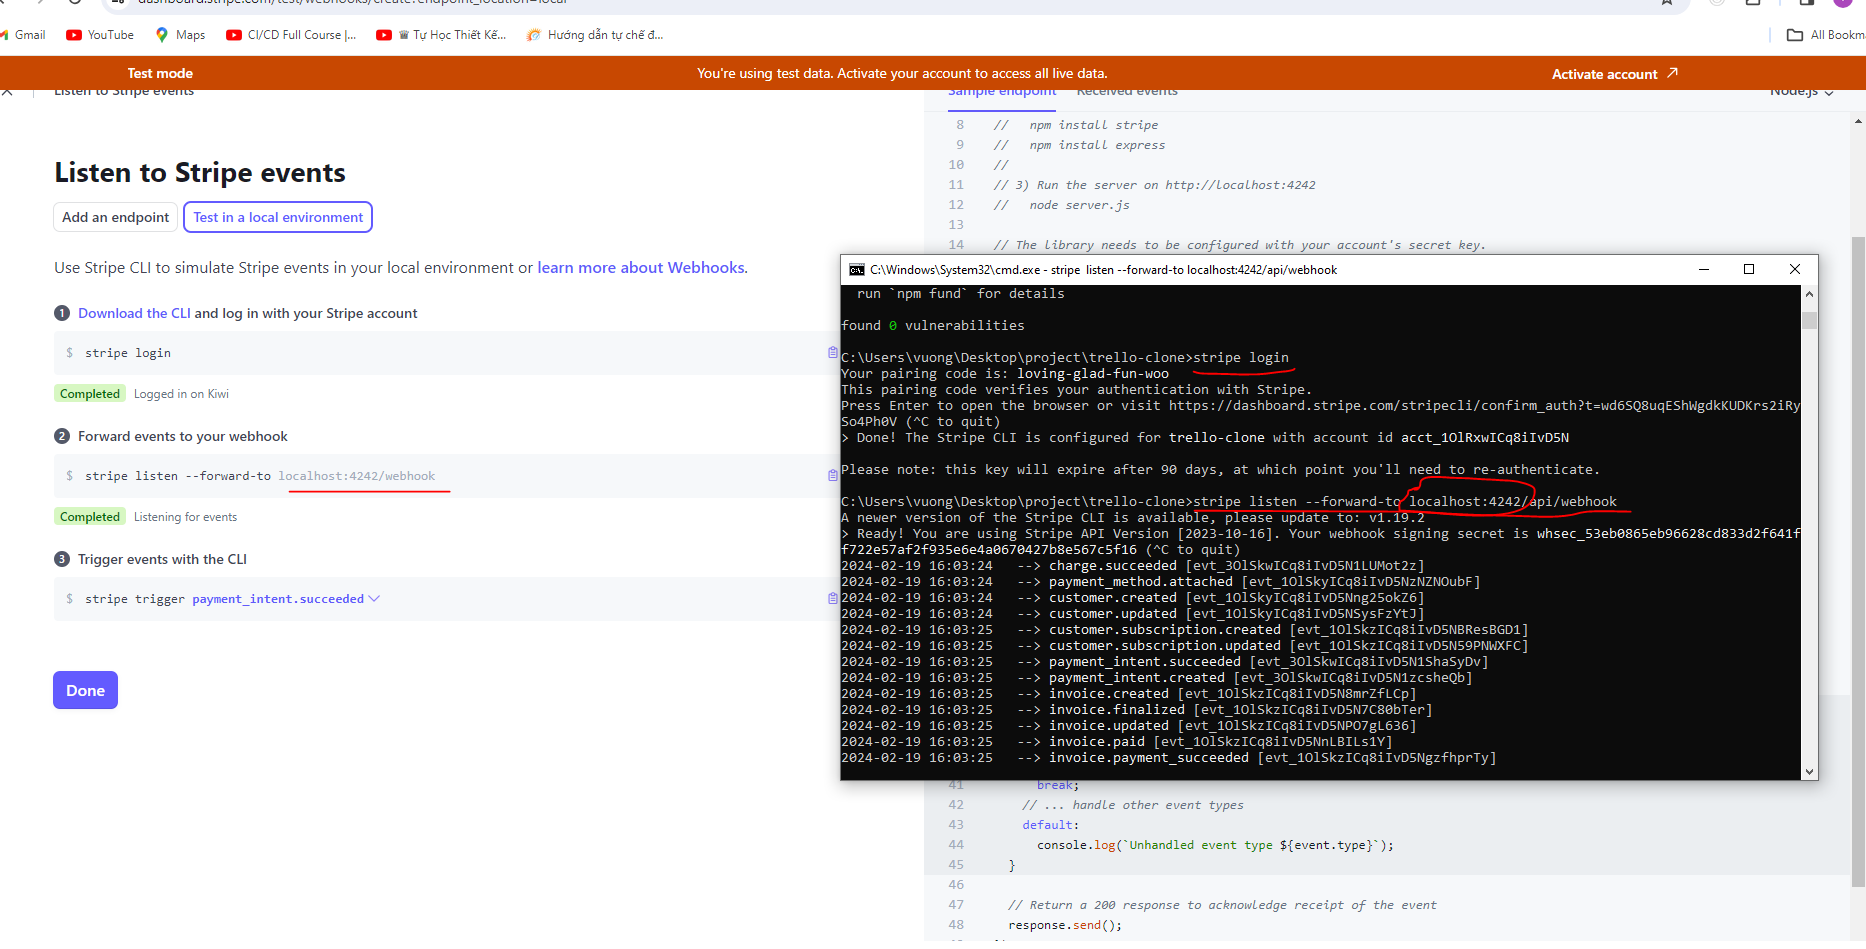 dashboard.stripe.com/test/webhooks/create?endpoint_location=local
Gmail
YouTube
Maps
CI/CD Full Course |...
Tự Học Thiết Kế...
Hướng dẫn tự chế đ...
All Bookm
Test mode
You're using test data. Activate your account to access all live data.
Activate account
Listen to Stripe events
Sample endpoint
Received events
Node.js
Listen to Stripe events
Add an endpoint
Test in a local environment
Use Stripe CLI to simulate Stripe events in your local environment or learn more about Webhooks.
1 Download the CLI and log in with your Stripe account
$ stripe login
Completed Logged in on Kiwi
2 Forward events to your webhook
$ stripe listen --forward-to localhost:4242/webhook
Completed Listening for events
3 Trigger events with the CLI
$ stripe trigger payment_intent.succeeded
Done
8 // npm install stripe
9 // npm install express
10 //
11 // 3) Run the server on http://localhost:4242
12 // node server.js
13
14 // The library needs to be configured with your account's secret key.
C:\Windows\System32\cmd.exe - stripe listen --forward-to localhost:4242/api/webhook
run `npm fund` for details
found 0 vulnerabilities
C:\Users\vuong\Desktop\project\trello-clone>stripe login
Your pairing code is: loving-glad-fun-woo
This pairing code verifies your authentication with Stripe.
Press Enter to open the browser or visit https://dashboard.stripe.com/stripecli/confirm_auth?t=wd6SQ8uqEShWgdkKUDKrs2iRy
So4Ph0V (^C to quit)
> Done! The Stripe CLI is configured for trello-clone with account id acct_1OlRxwICq8iIvD5N
Please note: this key will expire after 90 days, at which point you'll need to re-authenticate.
C:\Users\vuong\Desktop\project\trello-clone>stripe listen --forward-to localhost:4242/api/webhook
A newer version of the Stripe CLI is available, please update to: v1.19.2
> Ready! You are using Stripe API Version [2023-10-16]. Your webhook signing secret is whsec_53eb0865eb96628cd833d2f641f
f722e57af2f935e6e4a0670427b8e567c5f16 (^C to quit)
2024-02-19 16:03:24 --> charge.succeeded [evt_3OlSkwICq8iIvD5N1LUMot2z]
2024-02-19 16:03:24 --> payment_method.attached [evt_1OlSkyICq8iIvD5NzNZNOubF]
2024-02-19 16:03:24 --> customer.created [evt_1OlSkyICq8iIvD5Nng25okZ6]
2024-02-19 16:03:24 --> customer.updated [evt_1OlSkyICq8iIvD5NSysFzYtJ]
2024-02-19 16:03:25 --> customer.subscription.created [evt_1OlSkzICq8iIvD5NBResBGD1]
2024-02-19 16:03:25 --> customer.subscription.updated [evt_1OlSkzICq8iIvD5N59PNWXFC]
2024-02-19 16:03:25 --> payment_intent.succeeded [evt_3OlSkwICq8iIvD5N1ShaSyDv]
2024-02-19 16:03:25 --> payment_intent.created [evt_3OlSkwICq8iIvD5N1zcsheQb]
2024-02-19 16:03:25 --> invoice.created [evt_1OlSkzICq8iIvD5N8mrZfLCp]
2024-02-19 16:03:25 --> invoice.finalized [evt_1OlSkzICq8iIvD5N7C80bTer]
2024-02-19 16:03:25 --> invoice.updated [evt_1OlSkzICq8iIvD5NPO7gL636]
2024-02-19 16:03:25 --> invoice.paid [evt_1OlSkzICq8iIvD5NnLBILs1Y]
2024-02-19 16:03:25 --> invoice.payment_succeeded [evt_1OlSkzICq8iIvD5NgzfhprTy]
41 break;
42 // ... handle other event types
43 default:
44 console.log(`Unhandled event type ${event.type}`);
45 }
46
47 // Return a 200 response to acknowledge receipt of the event
48 response.send();